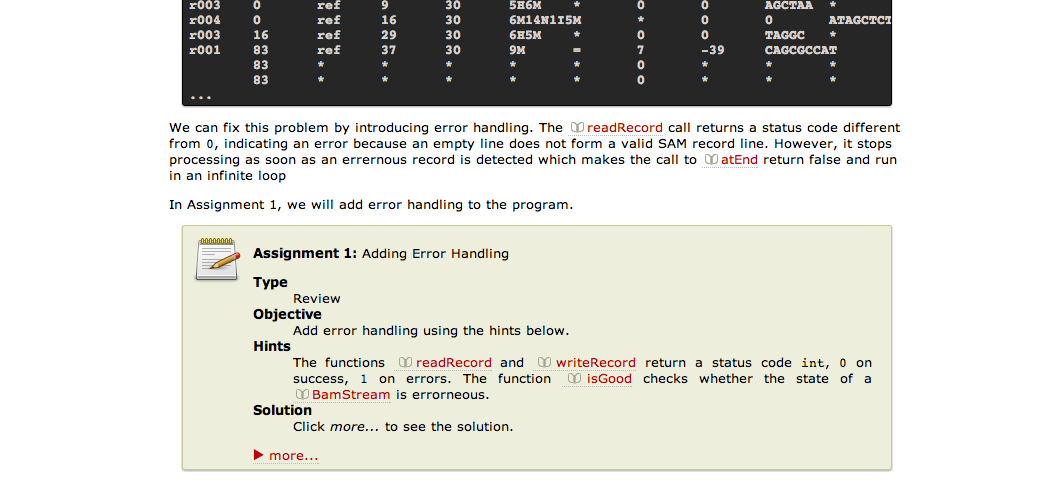 r003 0 ref 9 30 5H6M * 0 0 AGCTAA *
r004 0 ref 16 30 6M14N1I5M * 0 0 ATAGCTCT
r003 16 ref 29 30 6H5M * 0 0 TAGGC *
r001 83 ref 37 30 9M = 7 -39 CAGCGCCAT
83 * * * * * 0 * * *
83 * * * * * 0 * * *
...
We can fix this problem by introducing error handling. The readRecord call returns a status code different
from 0, indicating an error because an empty line does not form a valid SAM record line. However, it stops
processing as soon as an errernous record is detected which makes the call to atEnd return false and run
in an infinite loop
In Assignment 1, we will add error handling to the program.
Assignment 1: Adding Error Handling
Type
Review
Objective
Add error handling using the hints below.
Hints
The functions readRecord and writeRecord return a status code int, 0 on
success, 1 on errors. The function isGood checks whether the state of a
BamStream is errorneous.
Solution
Click more... to see the solution.
more...